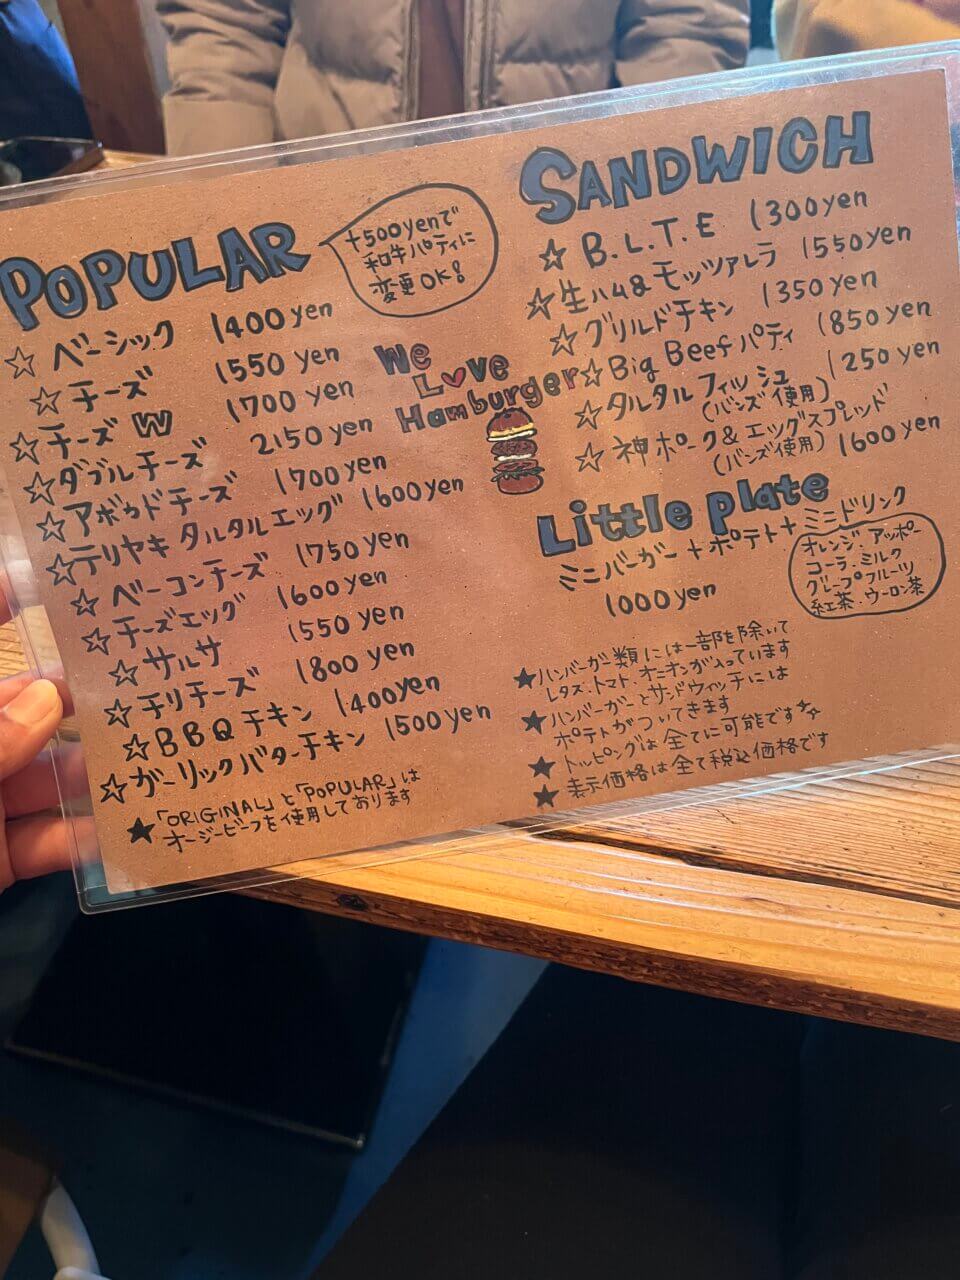 POPULAR
+500yenで
和牛パティに
変更OK!
☆ ベーシック 1400yen
☆ チーズ 1550yen
☆ チーズW 1700yen
☆ ダブルチーズ 2150yen
☆ アボカドチーズ 1700yen
☆ テリヤキタルタルエッグ 1600yen
☆ ベーコンチーズ 1750yen
☆ チーズエッグ 1600yen
☆ サルサ 1550yen
☆ チリチーズ 1800yen
☆ BBQチキン 1400yen
☆ ガーリックバターチキン 1500yen
★「ORIGINAL」と「POPULAR」は
オージービーフを使用しております
We
Love
Hamburger
SANDWICH
☆ B.L.T.E 1300yen
☆ 生ハム&モッツァレラ 1550yen
☆ グリルドチキン 1350yen
☆ Big Beefパティ 1850yen
☆ タルタルフィッシュ 1250yen
(バンズ使用)
☆ 神ポーク&エッグスプレッド
(バンズ使用) 1600yen
Little plate
ミニバーガー+ポテト+ミニドリンク
1000yen
オレンジ・アップー
コーラ・ミルク
グレープフルーツ
紅茶・ウーロン茶
★ハンバーガー類には一部を除いて
レタス・トマト・オニオンが入っています
★ハンバーガーとサンドウィッチには
ポテトがついてきます
★トッピングは全てに可能です
★表示価格は全て税込価格です